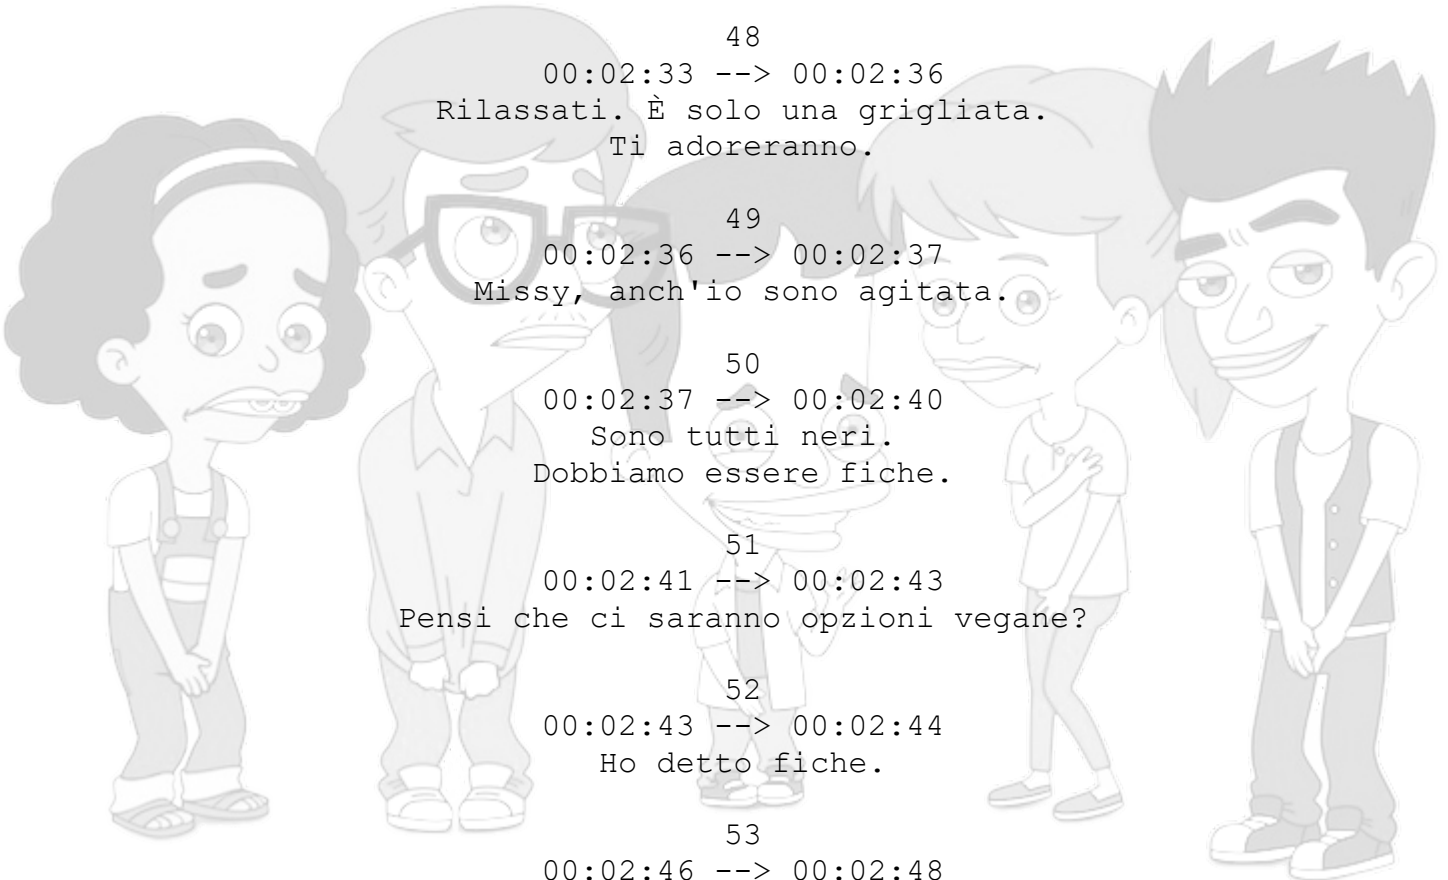 48
00:02:33 --> 00:02:36
Rilassati. È solo una grigliata.
Ti adoreranno.
49
00:02:36 --> 00:02:37
Missy, anch'io sono agitata.
50
00:02:37 --> 00:02:40
Sono tutti neri.
Dobbiamo essere fiche.
51
00:02:41 --> 00:02:43
Pensi che ci saranno opzioni vegane?
52
00:02:43 --> 00:02:44
Ho detto fiche.
53
00:02:46 --> 00:02:48